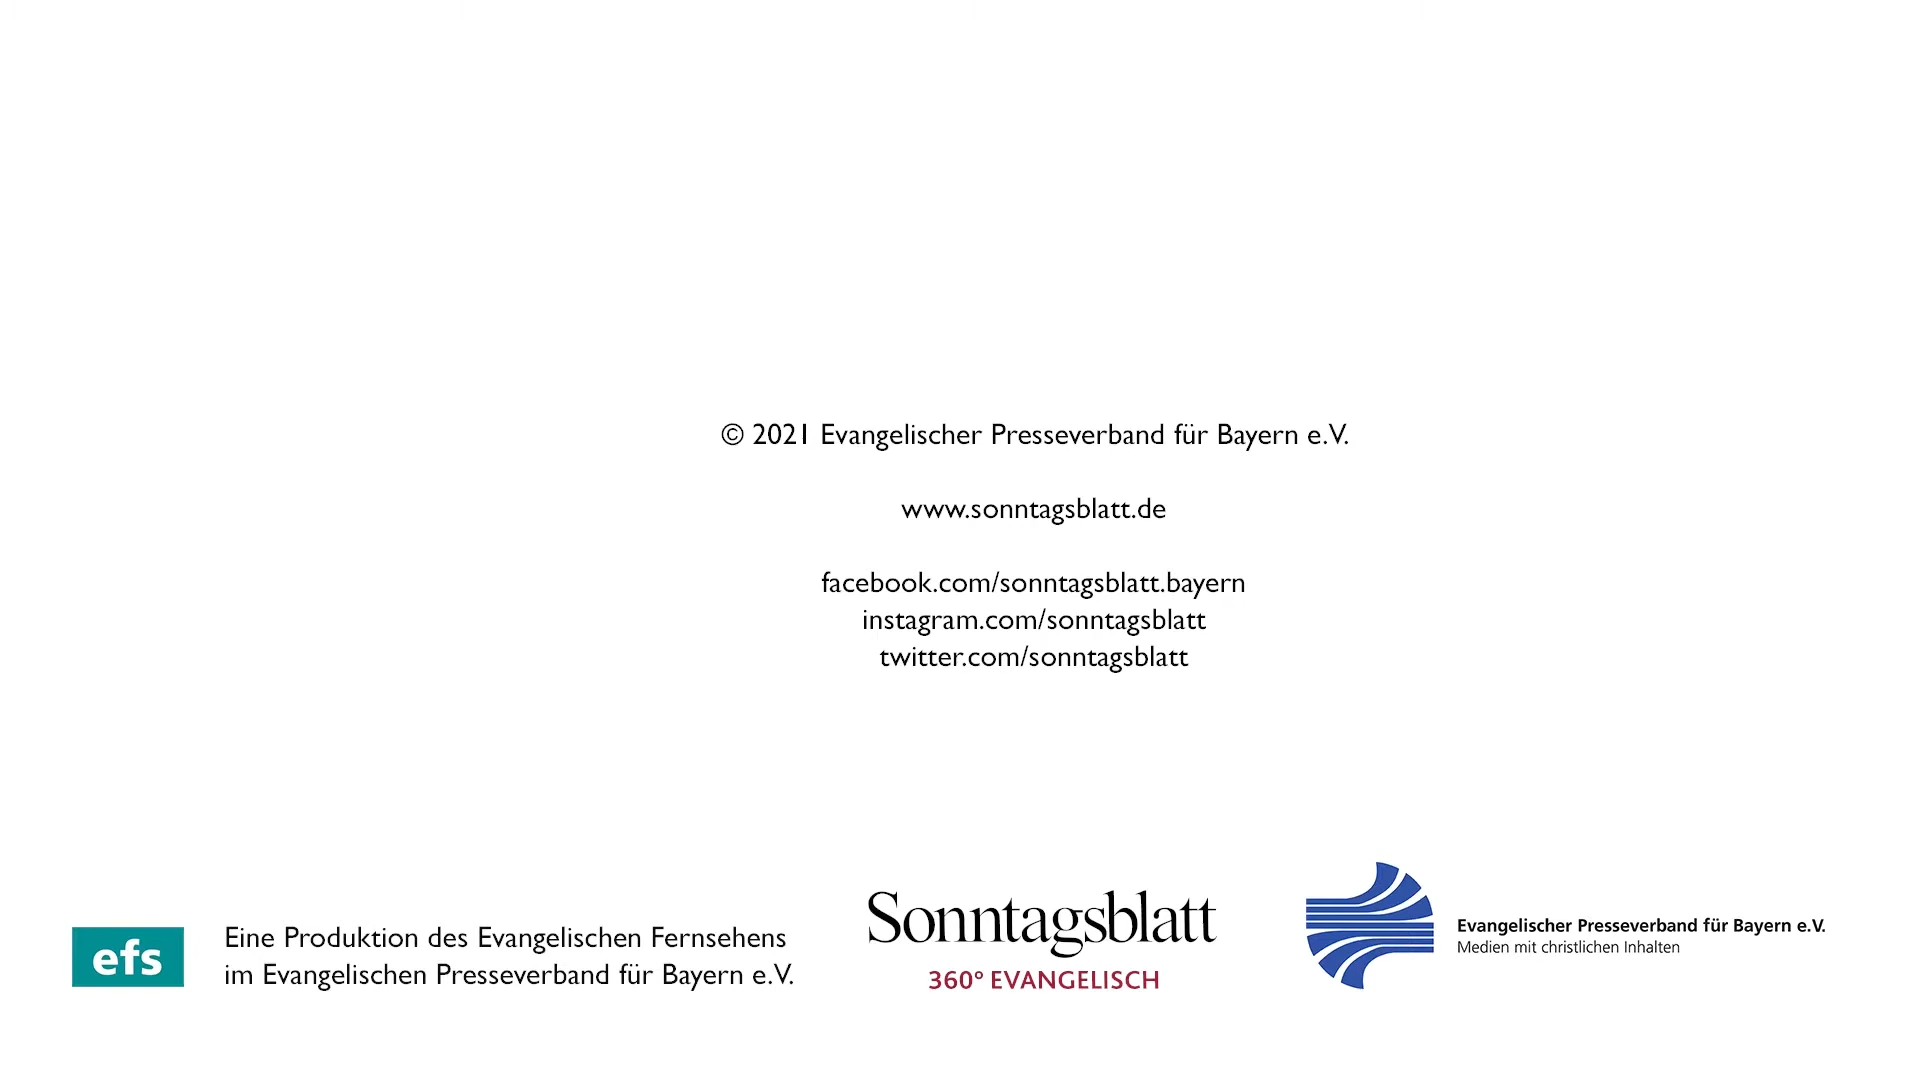 © 2021 Evangelischer Presseverband für Bayern e.V.
www.sonntagsblatt.de
facebook.com/sonntagsblatt.bayern
instagram.com/sonntagsblatt
twitter.com/sonntagsblatt
efs
Eine Produktion des Evangelischen Fernsehens
im Evangelischen Presseverband für Bayern e.V.
Sonntagsblatt
360° EVANGELISCH
Evangelischer Presseverband für Bayern e.V.
Medien mit christlichen Inhalten